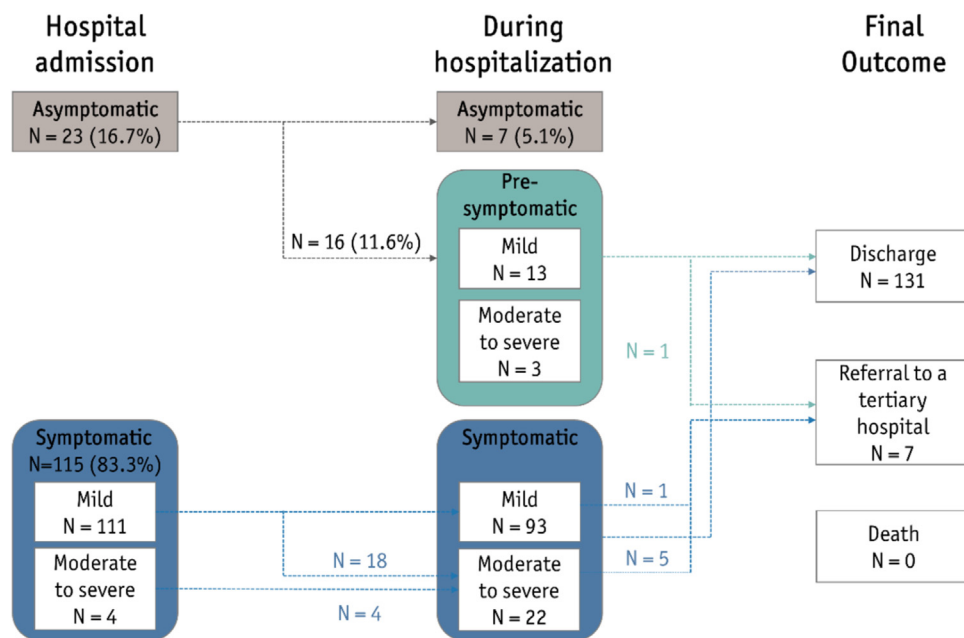 Hospital
admission
During
hospitalization
Final
Outcome
Asymptomatic
N = 23 (16.7%)
Asymptomatic
N = 7 (5.1%)
Pre-
symptomatic
N = 16 (11.6%)
Mild
N = 13
Moderate
to severe
N = 3
N = 1
Discharge
N = 131
Referral to a
tertiary
hospital
N = 7
Symptomatic
N=115 (83.3%)
Mild
N = 111
Moderate
to severe
N = 4
N = 18
N = 4
Symptomatic
Mild
N = 93
Moderate
to severe
N = 22
N = 1
N = 5
Death
N = 0